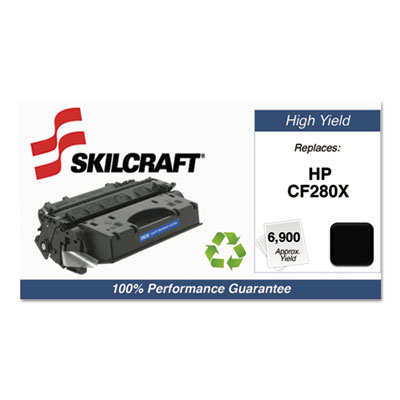 SKILCRAFT®
High Yield
Replaces:
HP
CF280X
6,900
Approx.
Yield
100% Performance Guarantee